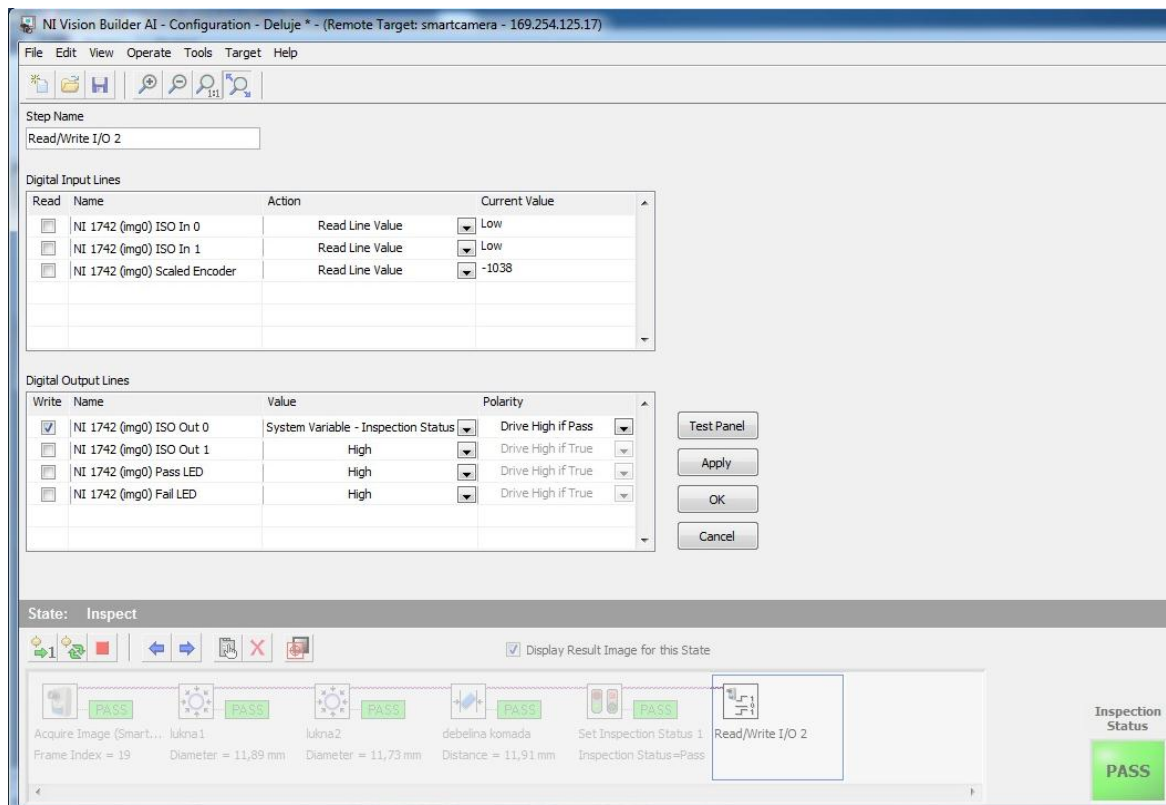 NI Vision Builder AI - Configuration - Deluje * - (Remote Target: smartcamera - 169.254.125.17)
File Edit View Operate Tools Target Help
1:1
Step Name
Read/Write I/O 2
Digital Input Lines
Read Name Action Current Value
NI 1742 (img0) ISO In 0 Read Line Value Low
NI 1742 (img0) ISO In 1 Read Line Value Low
NI 1742 (img0) Scaled Encoder Read Line Value -1038
Digital Output Lines
Write Name Value Polarity
NI 1742 (img0) ISO Out 0 System Variable - Inspection Status Drive High if Pass
NI 1742 (img0) ISO Out 1 High Drive High if True
NI 1742 (img0) Pass LED High Drive High if True
NI 1742 (img0) Fail LED High Drive High if True
Test Panel
Apply
OK
Cancel
State: Inspect
1
Display Result Image for this State
PASS PASS PASS PASS PASS
Acquire Image (Smart... lukna1 lukna2 debelina komada Set Inspection Status 1 Read/Write I/O 2
Frame Index = 19 Diameter = 11,89 mm Diameter = 11,73 mm Distance = 11,91 mm Inspection Status=Pass
Inspection
Status
PASS